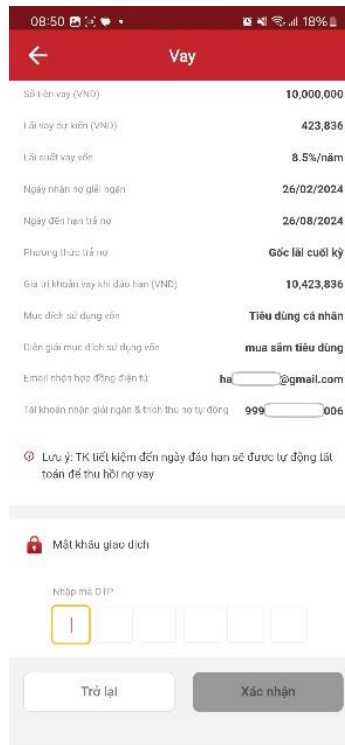 08:50 18%
Vay
Số tiền vay (VND) 10,000,000
Lãi vay dự kiến (VND) 423,836
Lãi suất vay vốn 8.5%/năm
Ngày nhận nợ giải ngân 26/02/2024
Ngày đến hạn trả nợ 26/08/2024
Phương thức trả nợ Gốc lãi cuối kỳ
Giá trị khoản vay khi đáo hạn (VND) 10,423,836
Mục đích sử dụng vốn Tiêu dùng cá nhân
Diễn giải mục đích sử dụng vốn mua sắm tiêu dùng
Email nhận hợp đồng điện tử ha @gmail.com
Tài khoản nhận giải ngân & trích thu nợ tự động 999 006
Lưu ý: TK tiết kiệm đến ngày đáo hạn sẽ được tự động tất
toán để thu hồi nợ vay
Mật khẩu giao dịch
Nhập mã OTP
Trở lại Xác nhận